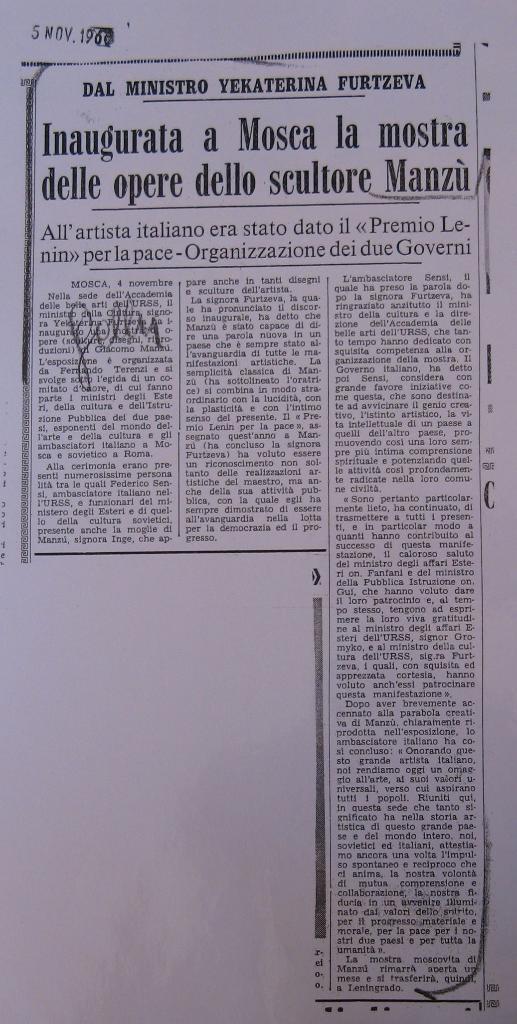 5 NOV. 196
DAL MINISTRO YEKATERINA FURTZEVA
Inaugurata a Mosca la mostra
delle opere dello scultore Manzù
All'artista italiano era stato dato il «Premio Le-
nin» per la pace - Organizzazione dei due Governi
MOSCA, 4 novembre
Nella sede dell'Accademia
delle belle arti dell'URSS, il
ministro della cultura signo-
ra
inaugur
pere disegni, ri
duzioni) Giacomo Manzù
L'esposizione è organizzata
da Terenzi e si
svolge sotto l'egida di un co-
mitato d'onore, di cui fanno
parte i ministri degli Este
ri, della cultura e dell'Istru-
zione Pubblica dei due pae-
si, esponenti del mondo del-
l'arte e della cultura e gli
ambasciatori italiano a Mo-
sca e sovietico a Roma.
Alla cerimonia erano pre-
senti numerosissime persona
lità tra le quali Federico Sen-
si, ambasciatore italiano nel-
l'URSS, e funzionari del mi-
nistero degli Esteri e di quel-
lo della cultura sovietici,
presente anche la moglie di
Manzù, signora Inge, che ap-
pare anche in tanti disegni
e sculture dell'artista.
La signora Furtzeva, la qua-
le ha pronunciato il discor-
so inaugurale, ha detto che
Manzù è stato capace di di-
re una parola nuova in un
paese che è sempre stato al-
l'avanguardia di tutte le ma-
nifestazioni artistiche. La
semplicità classica di Man-
zù (ha sottolineato l'oratri-
ce) si combina in modo stra-
ordinario con la lucidità, con
la plasticità e con l'intimo
senso del presente. Il « Pre-
mio Lenin per la pace », as-
segnato quest'anno a Man-
zù (ha concluso la signora
Furtzeva) ha voluto essere
un riconoscimento non sol-
tanto delle realizzazioni ar-
tistiche del maestro, ma an-
che della sua attività pub-
blica, con la quale egli ha
sempre dimostrato di essere
all'avanguardia nella lotta
per la democrazia ed il pro-
gresso.
L'ambasciatore Sensi, il
quale ha preso la parola do-
po la signora Furtzeva, ha
ringraziato anzitutto il mini-
stro della cultura e la dire-
zione dell'Accademia delle
belle arti dell'URSS, che tan-
to tempo hanno dedicato con
squisita competenza alla or-
ganizzazione della mostra. Il
Governo italiano, ha detto
poi Sensi, considera con
grande favore iniziative co-
me questa, che sono destina-
te ad avvicinare il genio crea-
tivo, l'istinto artistico, la vi-
ta intellettuale di un paese a
quelli dell'altro paese, pro-
muovendo così una loro sem-
pre più intima comprensione
spirituale e potenziando quel-
le attività così profondamen-
te radicate nella loro comu-
ne civiltà.
« Sono pertanto particolar-
mente lieto, ha continuato, di
trasmettere a tutti i presen-
ti, e in particolar modo a
quanti hanno contribuito al
successo di questa manife-
stazione, il caloroso saluto
del ministro degli affari Este-
ri on. Fanfani e del ministro
della Pubblica Istruzione on.
Gui, che hanno voluto dare
il loro patrocinio e, al tem-
po stesso, tengono ad espri-
mere la loro viva gratitudi-
ne al ministro degli affari E-
steri dell'URSS, signor Gro-
myko, e al ministro della cul-
tura dell'URSS, sig.ra Furt-
zeva, i quali, con squisita ed
apprezzata cortesia, hanno
voluto anch'essi patrocinare
questa manifestazione ».
Dopo aver brevemente ac-
cennato alla parabola creati-
va di Manzù, chiaramente ri-
prodotta nell'esposizione, lo
ambasciatore italiano ha co-
sì concluso: « Onorando que-
sto grande artista italiano,
noi rendiamo oggi un omag-
gio all'arte, ai suoi valori u-
niversali, verso cui aspirano
tutti i popoli. Riuniti qui,
in questa sede che tanto si-
gnificato ha nella storia ar-
tistica di questo grande pae-
se e del mondo intero, noi,
sovietici ed italiani, attestia-
mo ancora una volta l'impul-
so spontaneo e reciproco che
ci anima, la nostra volontà
di mutua comprensione e
collaborazione, la nostra fi-
ducia in un avvenire illumi-
nato dai valori dello spirito,
per il progresso materiale e
morale, per la pace per i no-
stri due paesi e per tutta la
umanità ».
La mostra moscovita di
Manzù rimarrà aperta un
mese e si trasferirà, quindi,
a Leningrado.